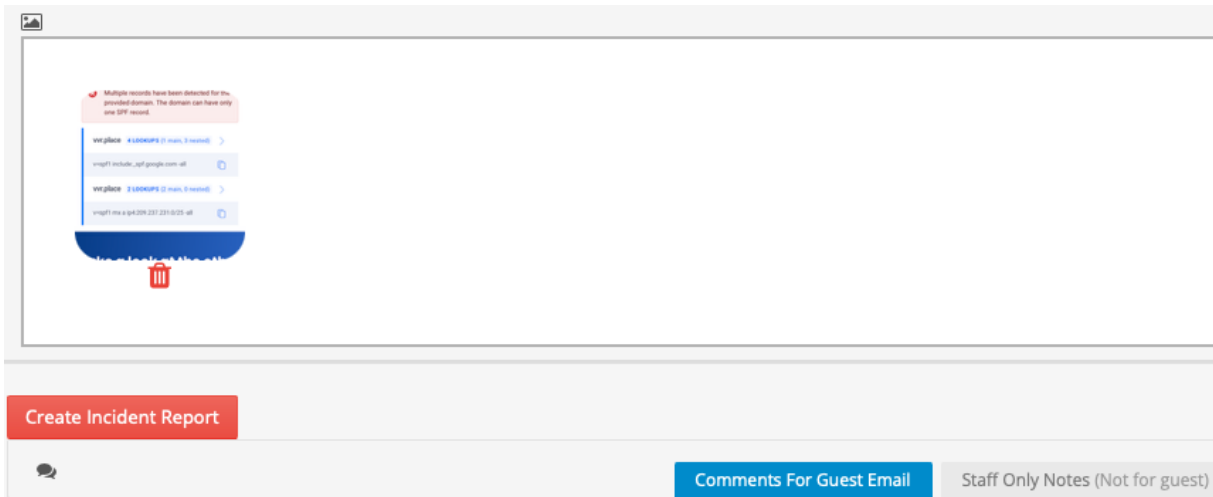 Multiple records have been detected for the
provided domain. The domain can have only
one SPF record.
vvr.place 4 LOOKUPS (1 main, 3 nested)
v=spf1 include:_spf.google.com -all
vvr.place 2 LOOKUPS (2 main, 0 nested)
v=spf1 mx a ip4:209.237.231.0/25 -all
look at the
Create Incident Report
Comments For Guest Email
Staff Only Notes (Not for guest)